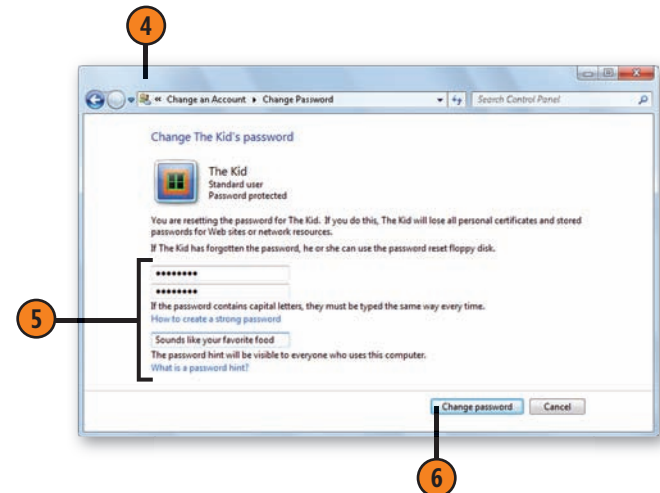 4
« Change an Account ▸ Change Password
Search Control Panel
Change The Kid's password
The Kid
Standard user
Password protected
You are resetting the password for The Kid. If you do this, The Kid will lose all personal certificates and stored
passwords for Web sites or network resources.
If The Kid has forgotten the password, he or she can use the password reset floppy disk.
••••••••
••••••••
If the password contains capital letters, they must be typed the same way every time.
How to create a strong password
5
Sounds like your favorite food
The password hint will be visible to everyone who uses this computer.
What is a password hint?
Change password
Cancel
6